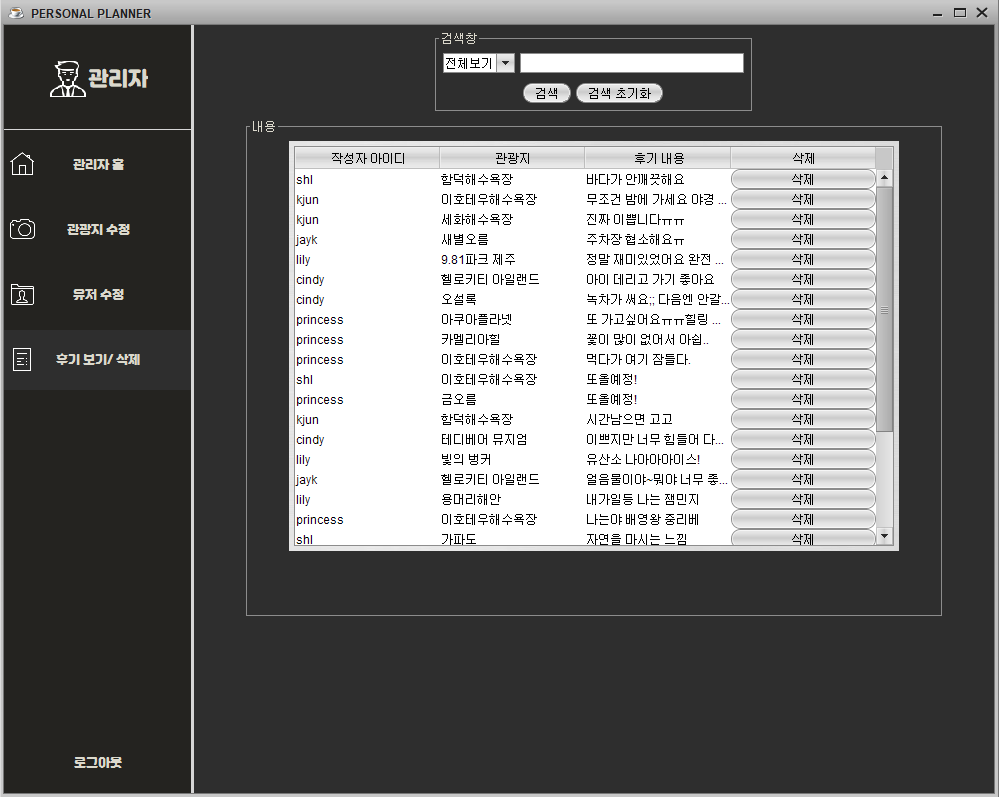 PERSONAL PLANNER
관리자
관리자 홈
관광지 수정
유저 수정
후기 보기/ 삭제
로그아웃
검색창
전체보기
검색 검색 초기화
내용
작성자 아이디 관광지 후기 내용 삭제
shl 함덕해수욕장 바다가 안깨끗해요 삭제
kjun 이호테우해수욕장 무조건 밤에 가세요 야경 ... 삭제
kjun 세화해수욕장 진짜 이쁩니다ㅠㅠ 삭제
jayk 새별오름 주차장 협소해요ㅠ 삭제
lily 9.81파크 제주 정말 재미있었어요 완전 ... 삭제
cindy 헬로키티 아일랜드 아이 데리고 가기 좋아요 삭제
cindy 오설록 녹차가 써요;; 다음엔 안갈... 삭제
princess 아쿠아플라넷 또 가고싶어요ㅠㅠ힐링 ... 삭제
princess 카멜리아힐 꽃이 많이 없어서 아쉽.. 삭제
princess 이호테우해수욕장 먹다가 여기 잠들다. 삭제
shl 이호테우해수욕장 또올예정! 삭제
princess 금오름 또올예정! 삭제
kjun 함덕해수욕장 시간남으면 고고 삭제
cindy 테디베어 뮤지엄 이쁘지만 너무 힘들어 다... 삭제
lily 빛의 벙커 유산소 나아아아이스! 삭제
jayk 헬로키티 아일랜드 얼음물이야~뭐야 너무 좋... 삭제
lily 용머리해안 내가일등 나는 잼민지 삭제
princess 이호테우해수욕장 나는야 배영왕 중리베 삭제
shl 가파도 자연을 마시는 느낌 삭제